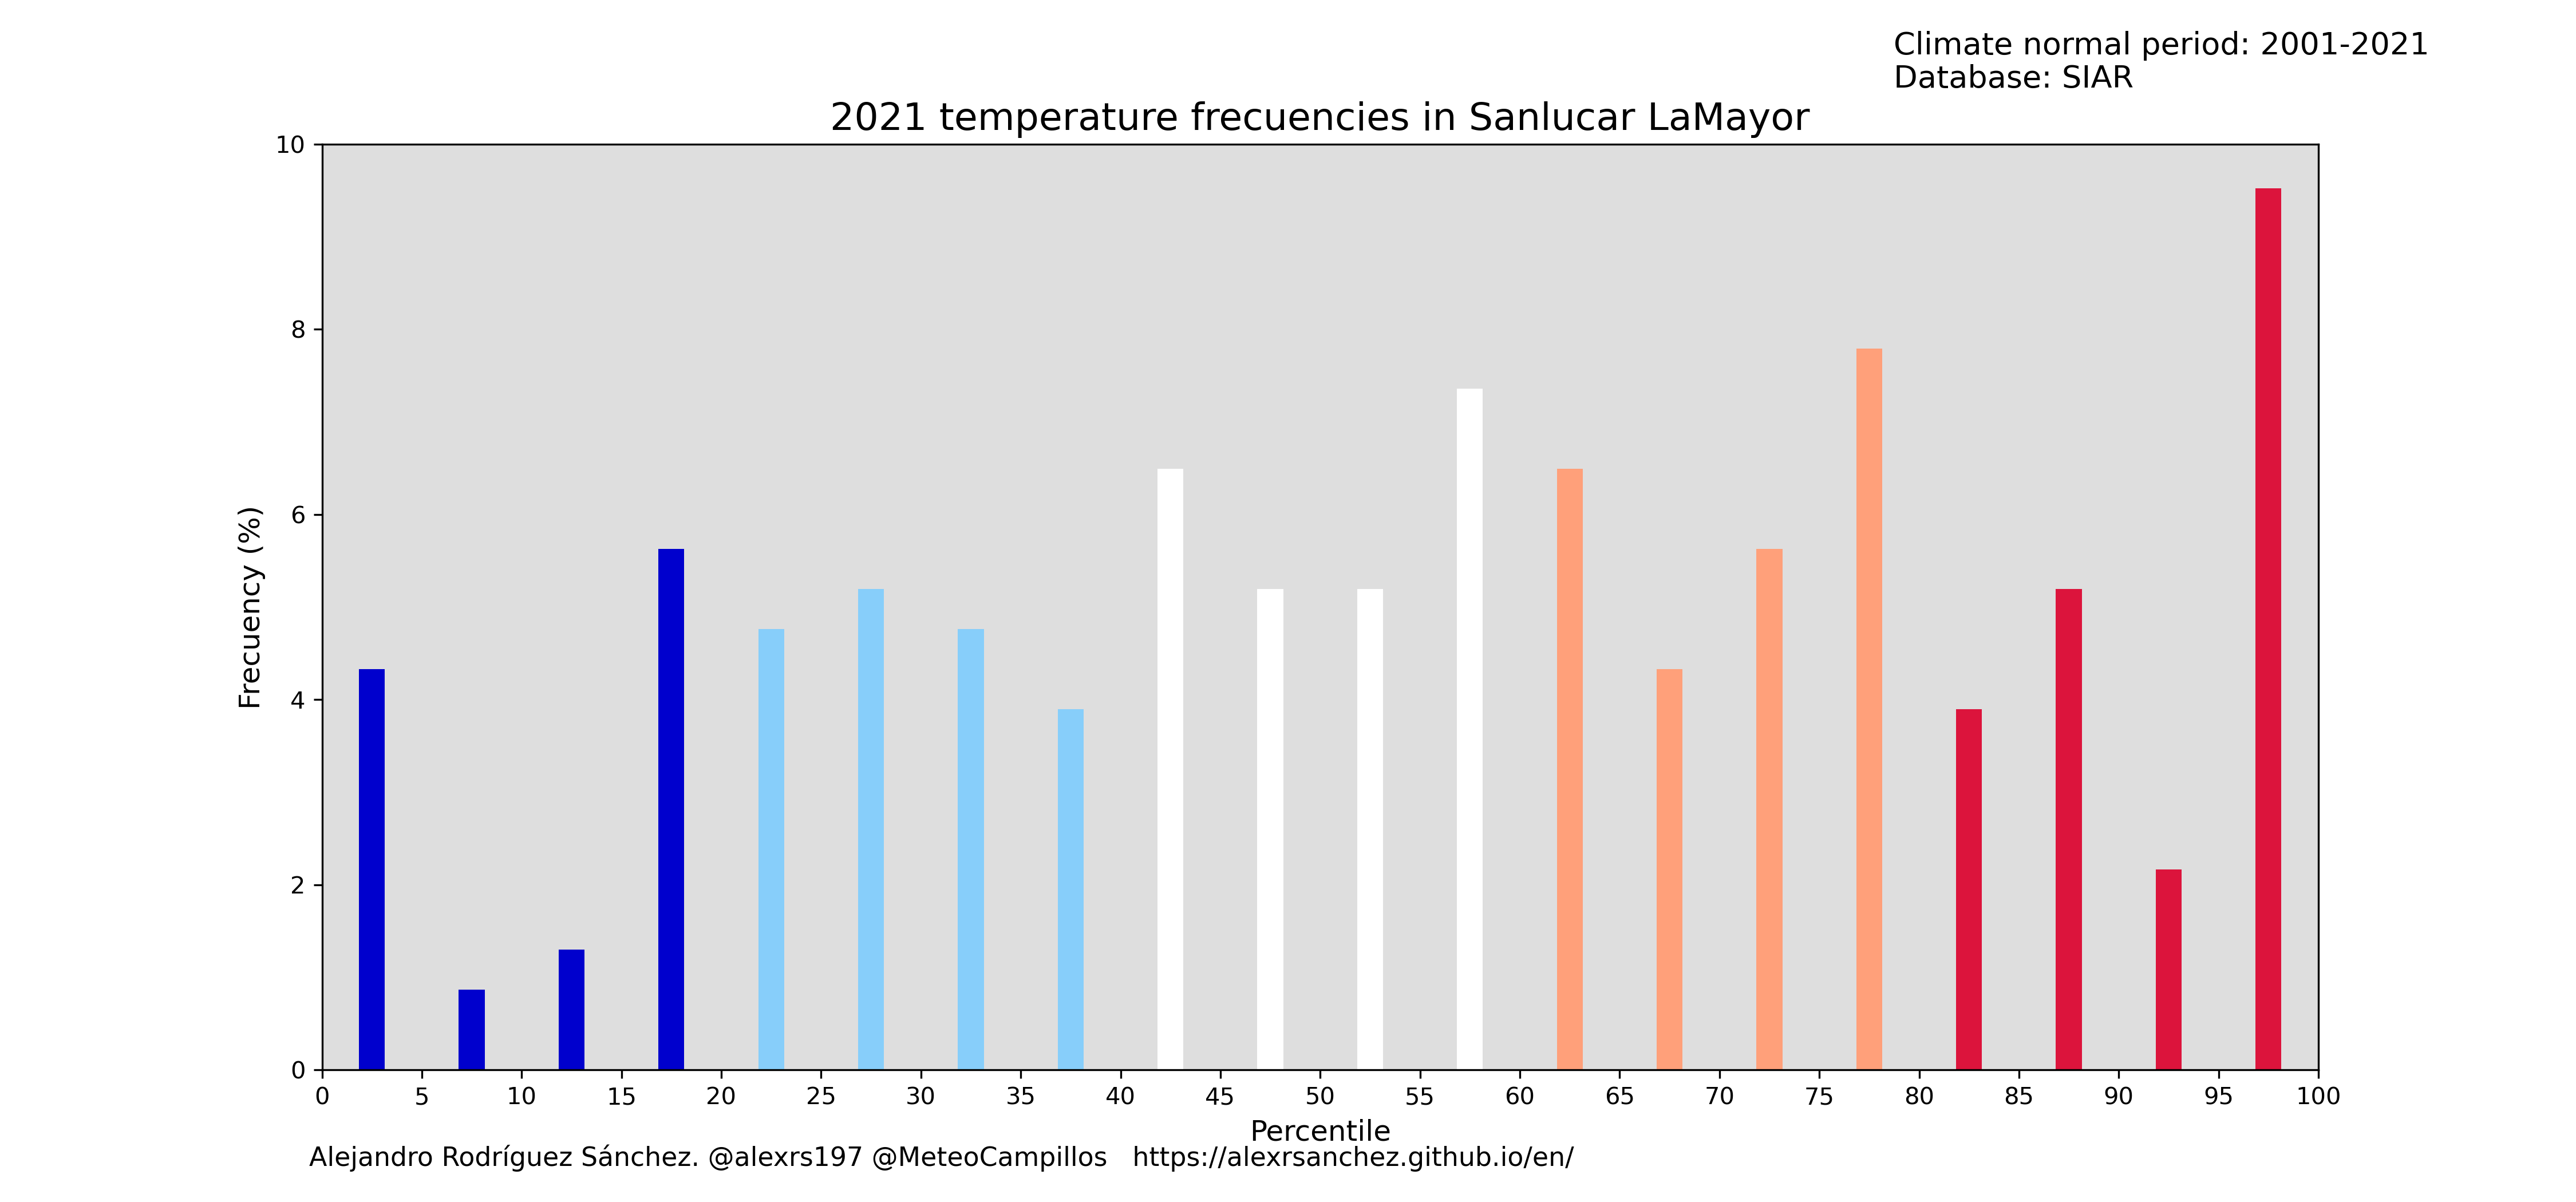 Climate normal period: 2001-2021
Database: SIAR
2021 temperature frecuencies in Sanlucar LaMayor
10
8
6
4
2
0
Frecuency (%)
0 5 10 15 20 25 30 35 40 45 50 55 60 65 70 75 80 85 90 95 100
Percentile
Alejandro Rodríguez Sánchez. @alexrs197 @MeteoCampillos https://alexrsanchez.github.io/en/